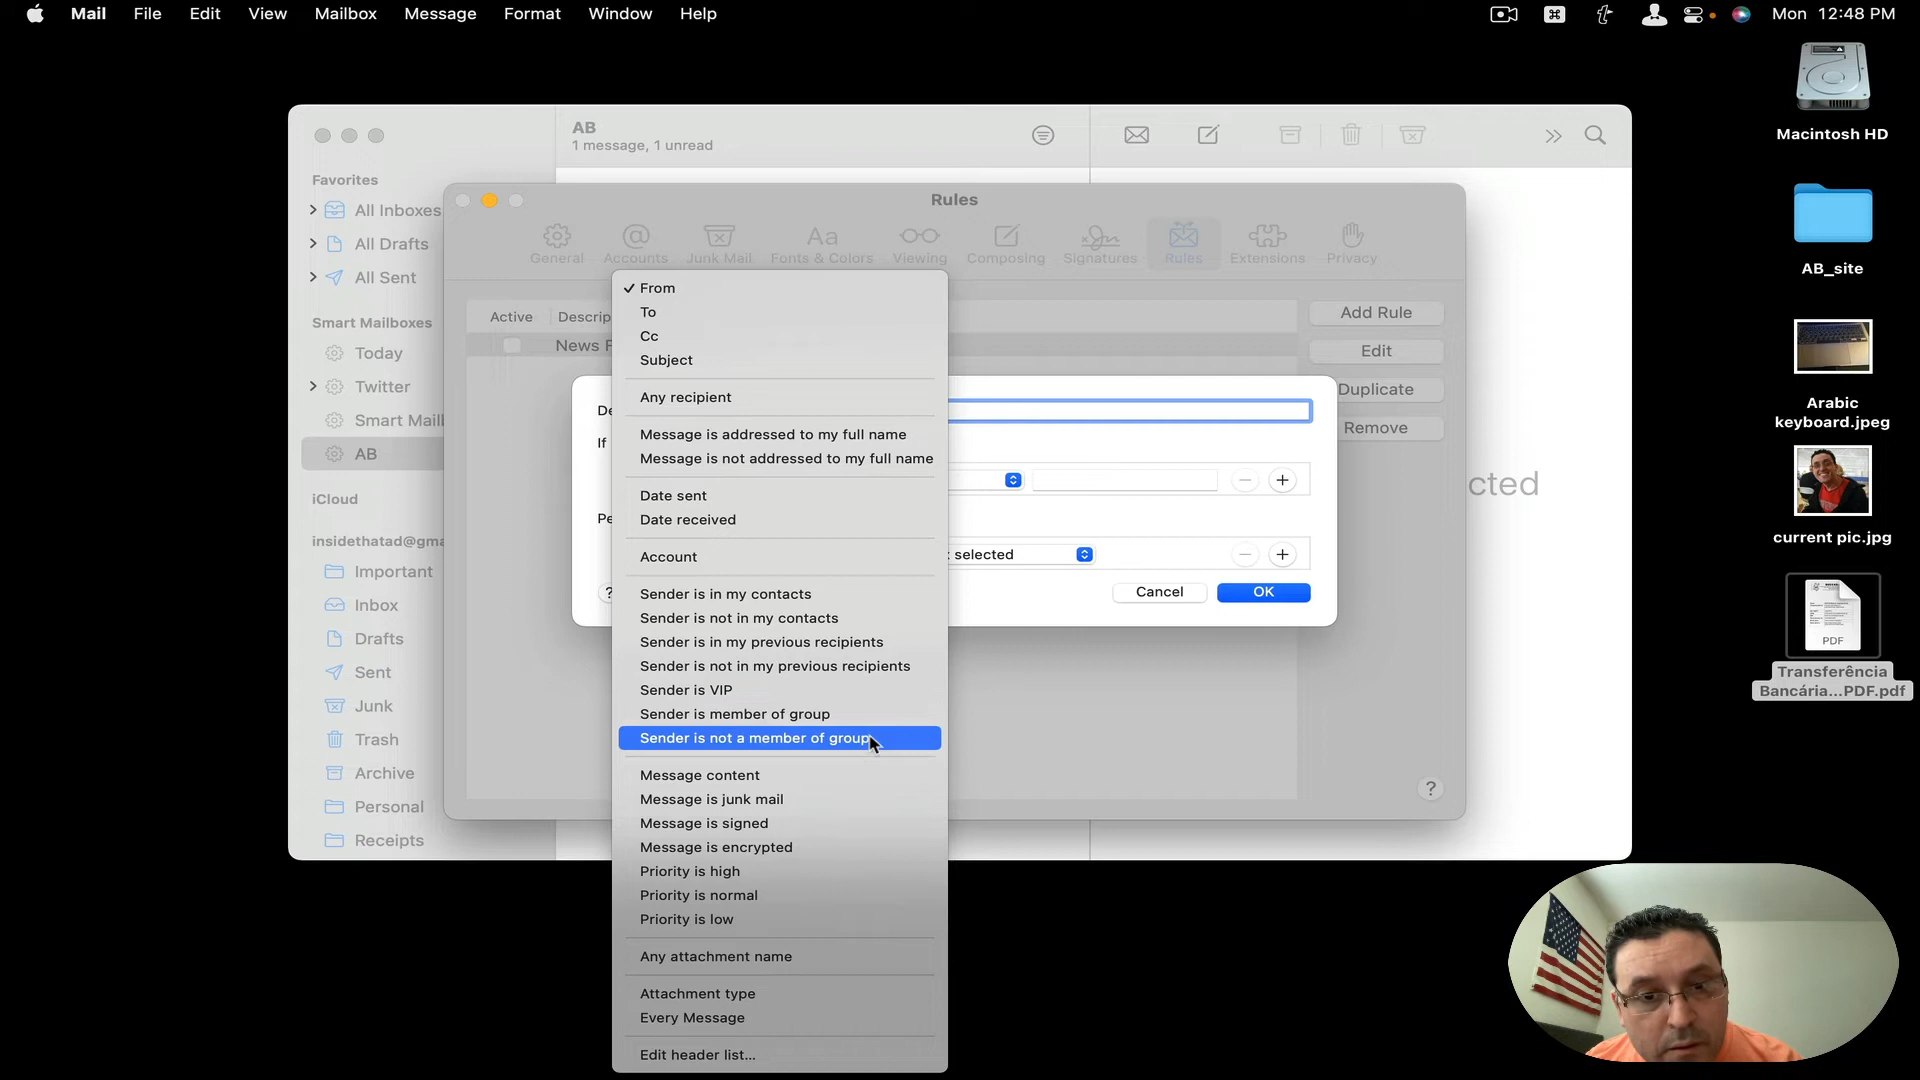 Mail File Edit View Mailbox Message Format Window Help
Mon 12:48 PM
AB
1 message, 1 unread
Favorites
All Inboxes
All Drafts
All Sent
Smart Mailboxes
Today
Twitter
Smart Mail
AB
iCloud
insidethatad@gma
Important
Inbox
Drafts
Sent
Junk
Trash
Archive
Personal
Receipts
Rules
General Accounts Junk Mail Fonts & Colors Viewing Composing Signatures Rules Extensions Privacy
Active Descrip
News F
Add Rule
Edit
Duplicate
Remove
De
If
Pe
selected
?
Cancel OK
cted
?
✓ From
To
Cc
Subject
Any recipient
Message is addressed to my full name
Message is not addressed to my full name
Date sent
Date received
Account
Sender is in my contacts
Sender is not in my contacts
Sender is in my previous recipients
Sender is not in my previous recipients
Sender is VIP
Sender is member of group
Sender is not a member of group
Message content
Message is junk mail
Message is signed
Message is encrypted
Priority is high
Priority is normal
Priority is low
Any attachment name
Attachment type
Every Message
Edit header list...
Macintosh HD
AB_site
Arabic
keyboard.jpeg
current pic.jpg
PDF
Transferência
Bancária...PDF.pdf